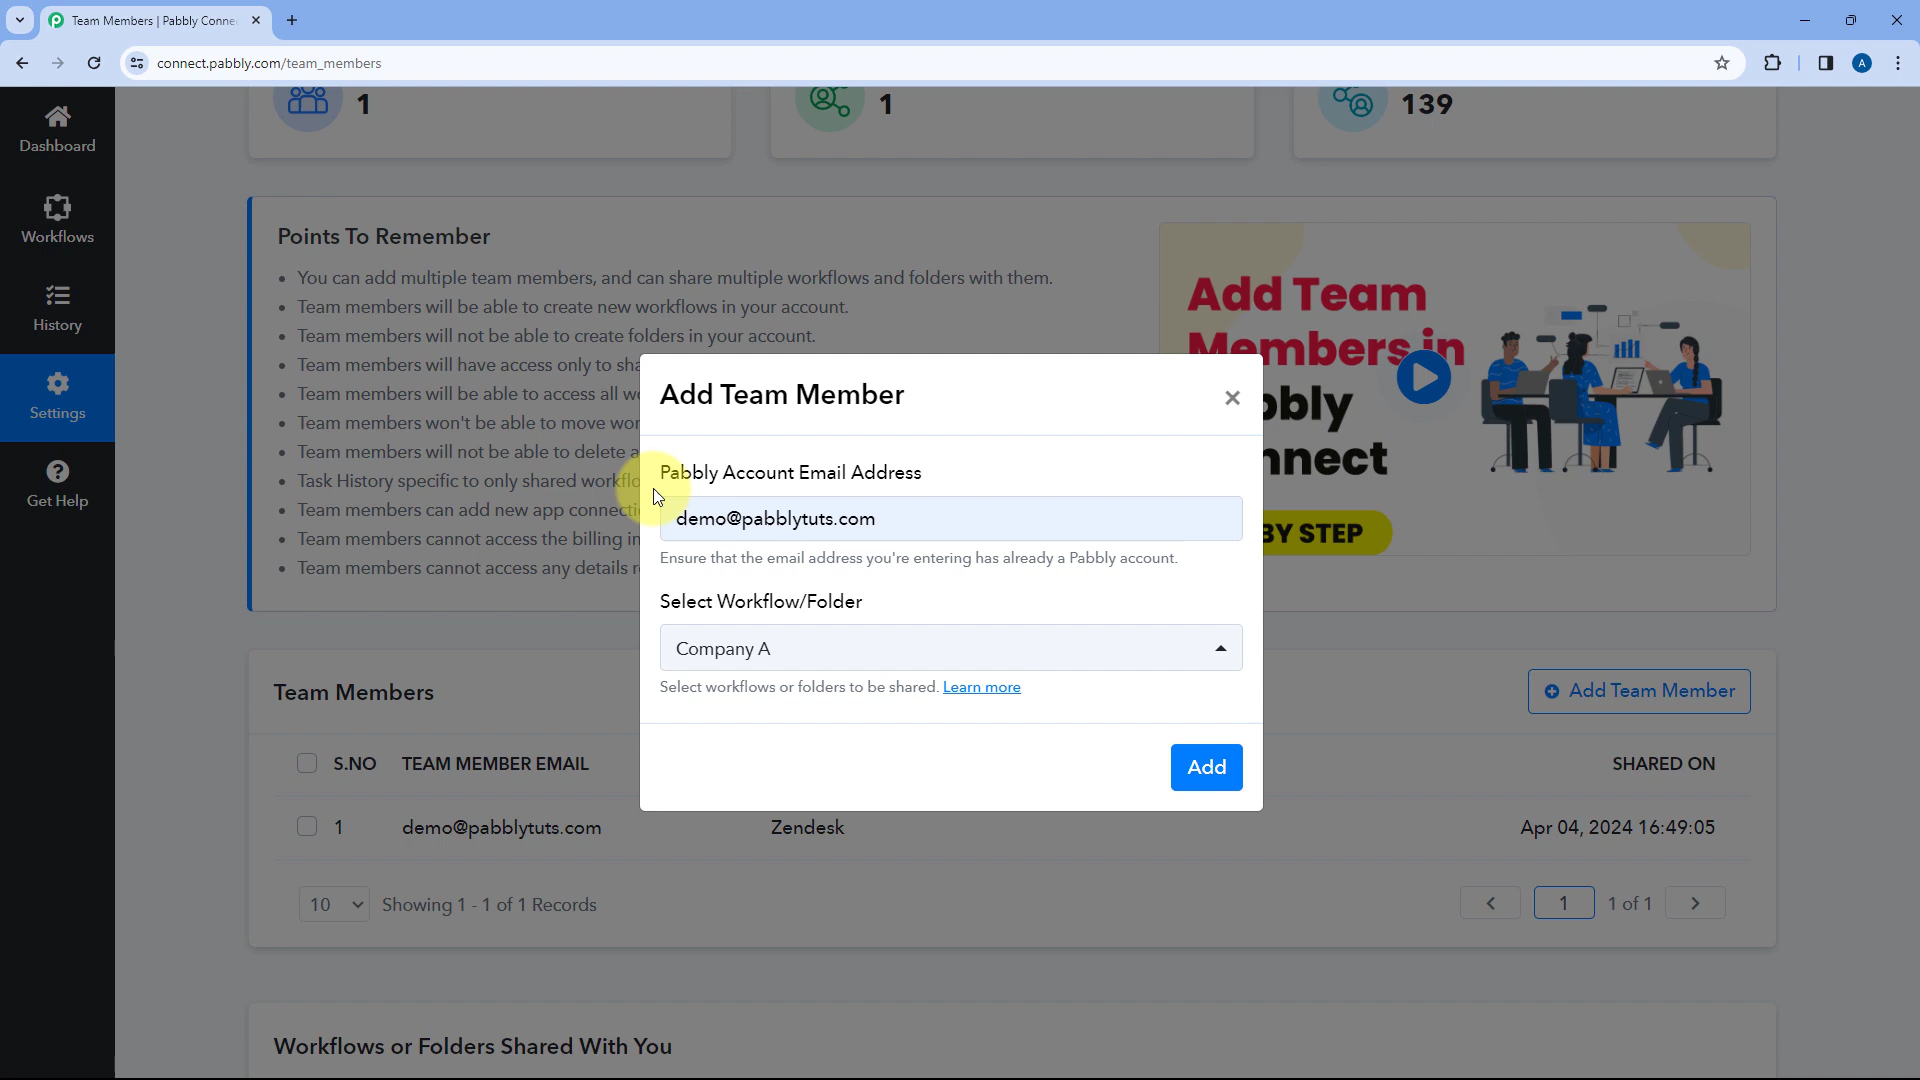 Team Members | Pabbly Conne
connect.pabbly.com/team_members
A
Dashboard
Workflows
History
Settings
Get Help
1
1
139
Points To Remember
You can add multiple team members, and can share multiple workflows and folders with them.
Team members will be able to create new workflows in your account.
Team members will not be able to create folders in your account.
Team members will have access only to sha
Team members will be able to access all wo
Team members won't be able to move wor
Team members will not be able to delete a
Task History specific to only shared workflo
Team members can add new app connecti
Team members cannot access the billing in
Team members cannot access any details r
Add Team
Members in
bbly
nnect
BY STEP
Add Team Member
Pabbly Account Email Address
demo@pabblytuts.com
Ensure that the email address you're entering has already a Pabbly account.
Select Workflow/Folder
Company A
Select workflows or folders to be shared. Learn more
Add
Team Members
Add Team Member
S.NO TEAM MEMBER EMAIL SHARED ON
1 demo@pabblytuts.com Zendesk Apr 04, 2024 16:49:05
10 Showing 1 - 1 of 1 Records 1 1 of 1
Workflows or Folders Shared With You